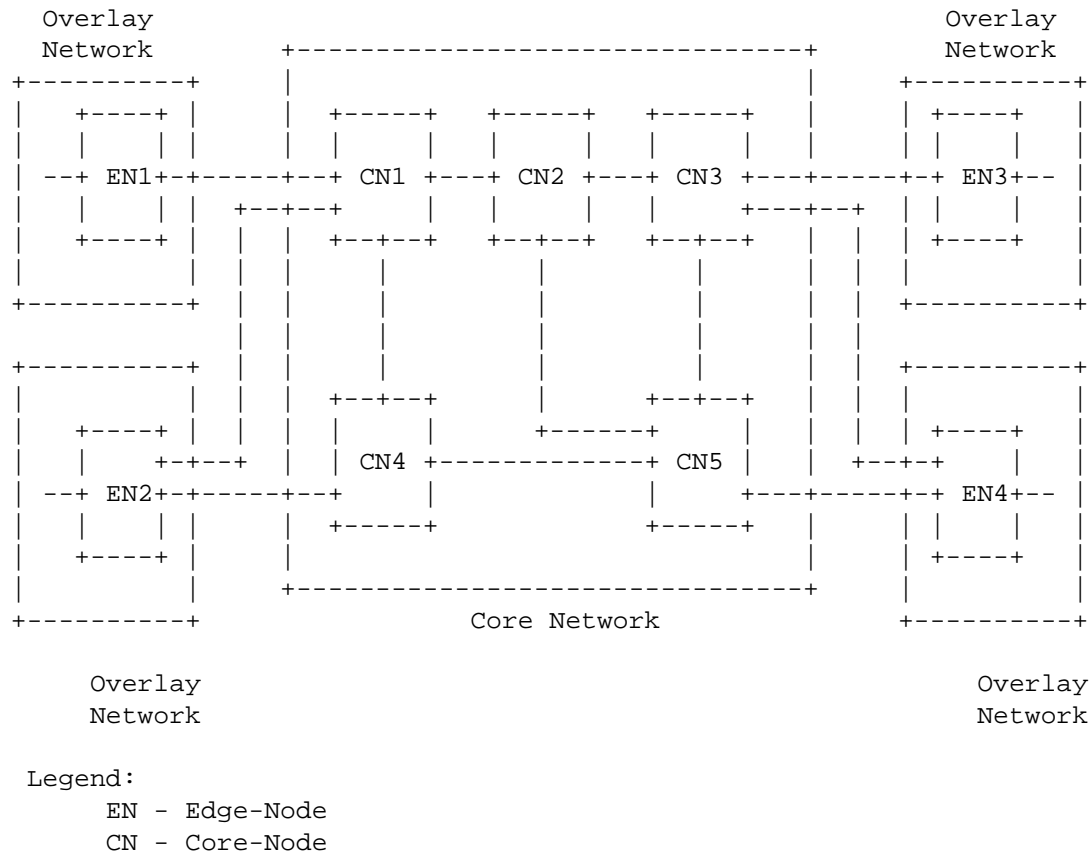 Overlay Overlay
Network Network
EN1 CN1 CN2 CN3 EN3
CN4 CN5
EN2 EN4
Core Network
Overlay Overlay
Network Network
Legend:
EN - Edge-Node
CN - Core-Node